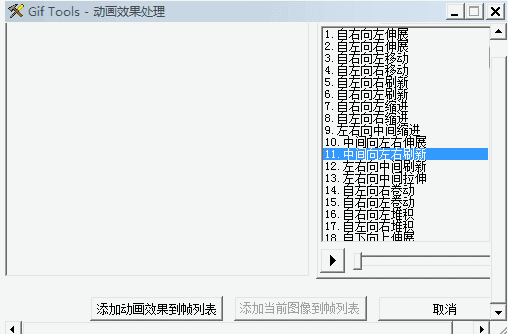 Gif Tools - 动画效果处理
1.自右向左伸展
2.自左向右伸展
3.自右向左移动
4.自左向右移动
5.自左向右刷新
6.自右向左刷新
7.自右向左缩进
8.自左向右缩进
9.左右向中间缩进
10.中间向左右伸展
11.中间向左右刷新
12.左右向中间刷新
13.左右向中间拉伸
14.自左向右卷动
15.自右向左卷动
16.自右向左堆积
17.自左向右堆积
18.自下向上伸展
添加动画效果到帧列表
添加当前图像到帧列表
取消